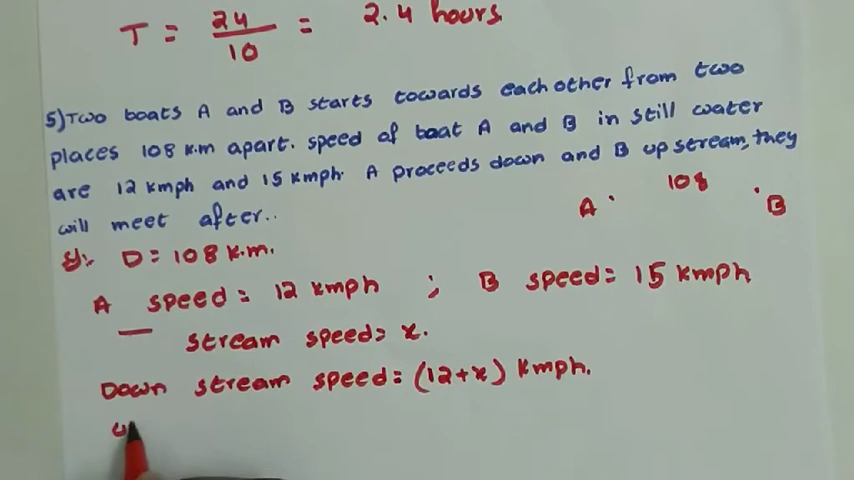 T = 24/10 = 2.4 hours.
5) Two boats A and B starts towards each other from two
places 108 k.m apart. speed of boat A and B in still water
are 12 kmph and 15 kmph. A proceeds down and B up stream, they
will meet after..
A . 108 . B
Sol: D = 108 k.m.
A speed = 12 kmph ; B speed = 15 kmph
stream speed = x.
Down stream speed = (12+x) kmph.